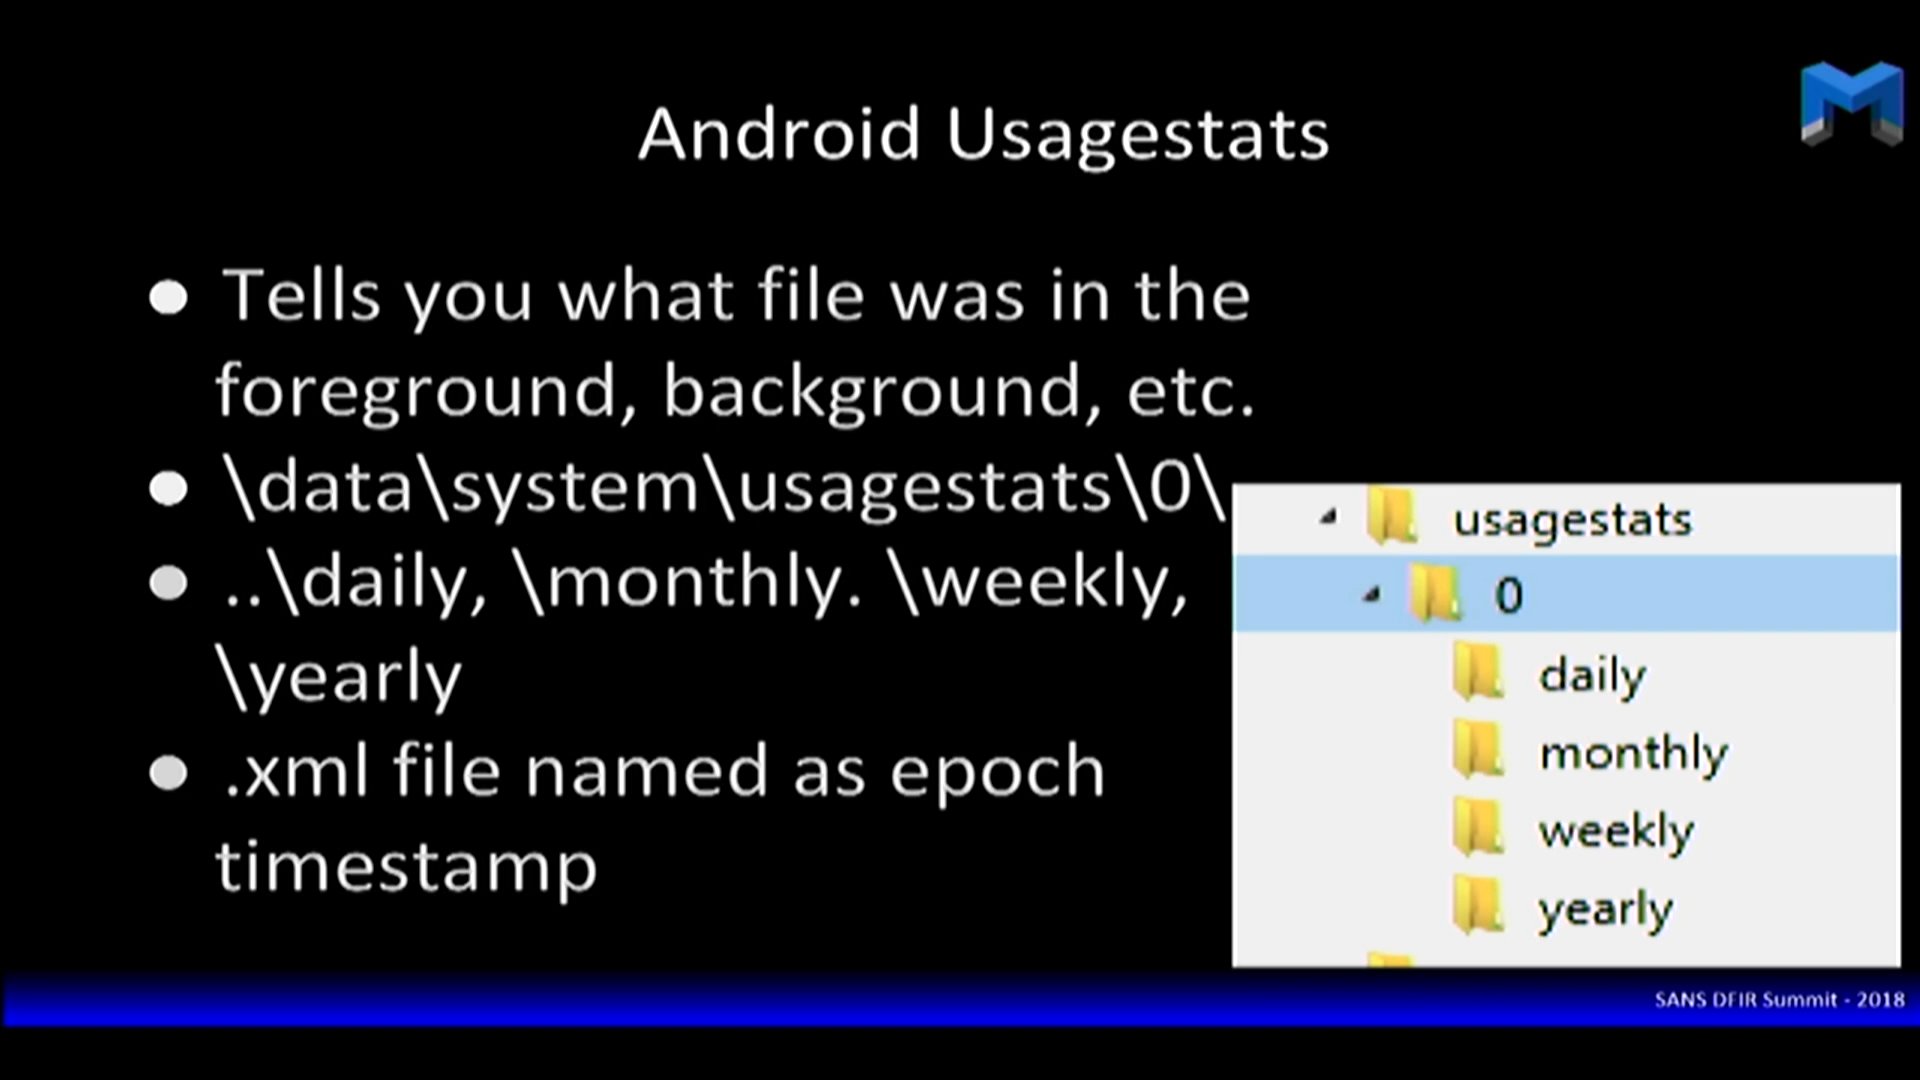 Android Usagestats
Tells you what file was in the
foreground, background, etc.
\data\system\usagestats\0\
..\daily, \monthly. \weekly,
\yearly
.xml file named as epoch
timestamp
usagestats
0
daily
monthly
weekly
yearly
SANS DFIR Summit - 2018